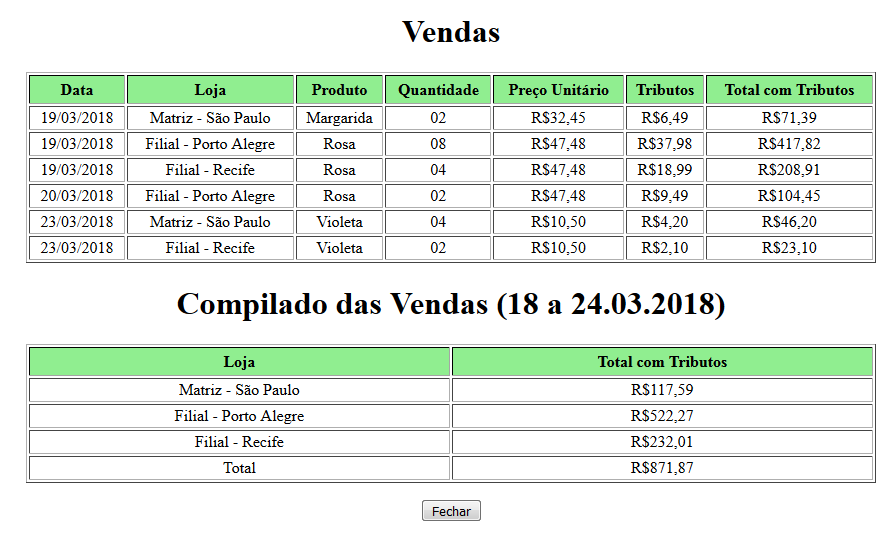 Vendas
Data Loja Produto Quantidade Preço Unitário Tributos Total com Tributos
19/03/2018 Matriz - São Paulo Margarida 02 R$32,45 R$6,49 R$71,39
19/03/2018 Filial - Porto Alegre Rosa 08 R$47,48 R$37,98 R$417,82
19/03/2018 Filial - Recife Rosa 04 R$47,48 R$18,99 R$208,91
20/03/2018 Filial - Porto Alegre Rosa 02 R$47,48 R$9,49 R$104,45
23/03/2018 Matriz - São Paulo Violeta 04 R$10,50 R$4,20 R$46,20
23/03/2018 Filial - Recife Violeta 02 R$10,50 R$2,10 R$23,10
Compilado das Vendas (18 a 24.03.2018)
Loja Total com Tributos
Matriz - São Paulo R$117,59
Filial - Porto Alegre R$522,27
Filial - Recife R$232,01
Total R$871,87
Fechar